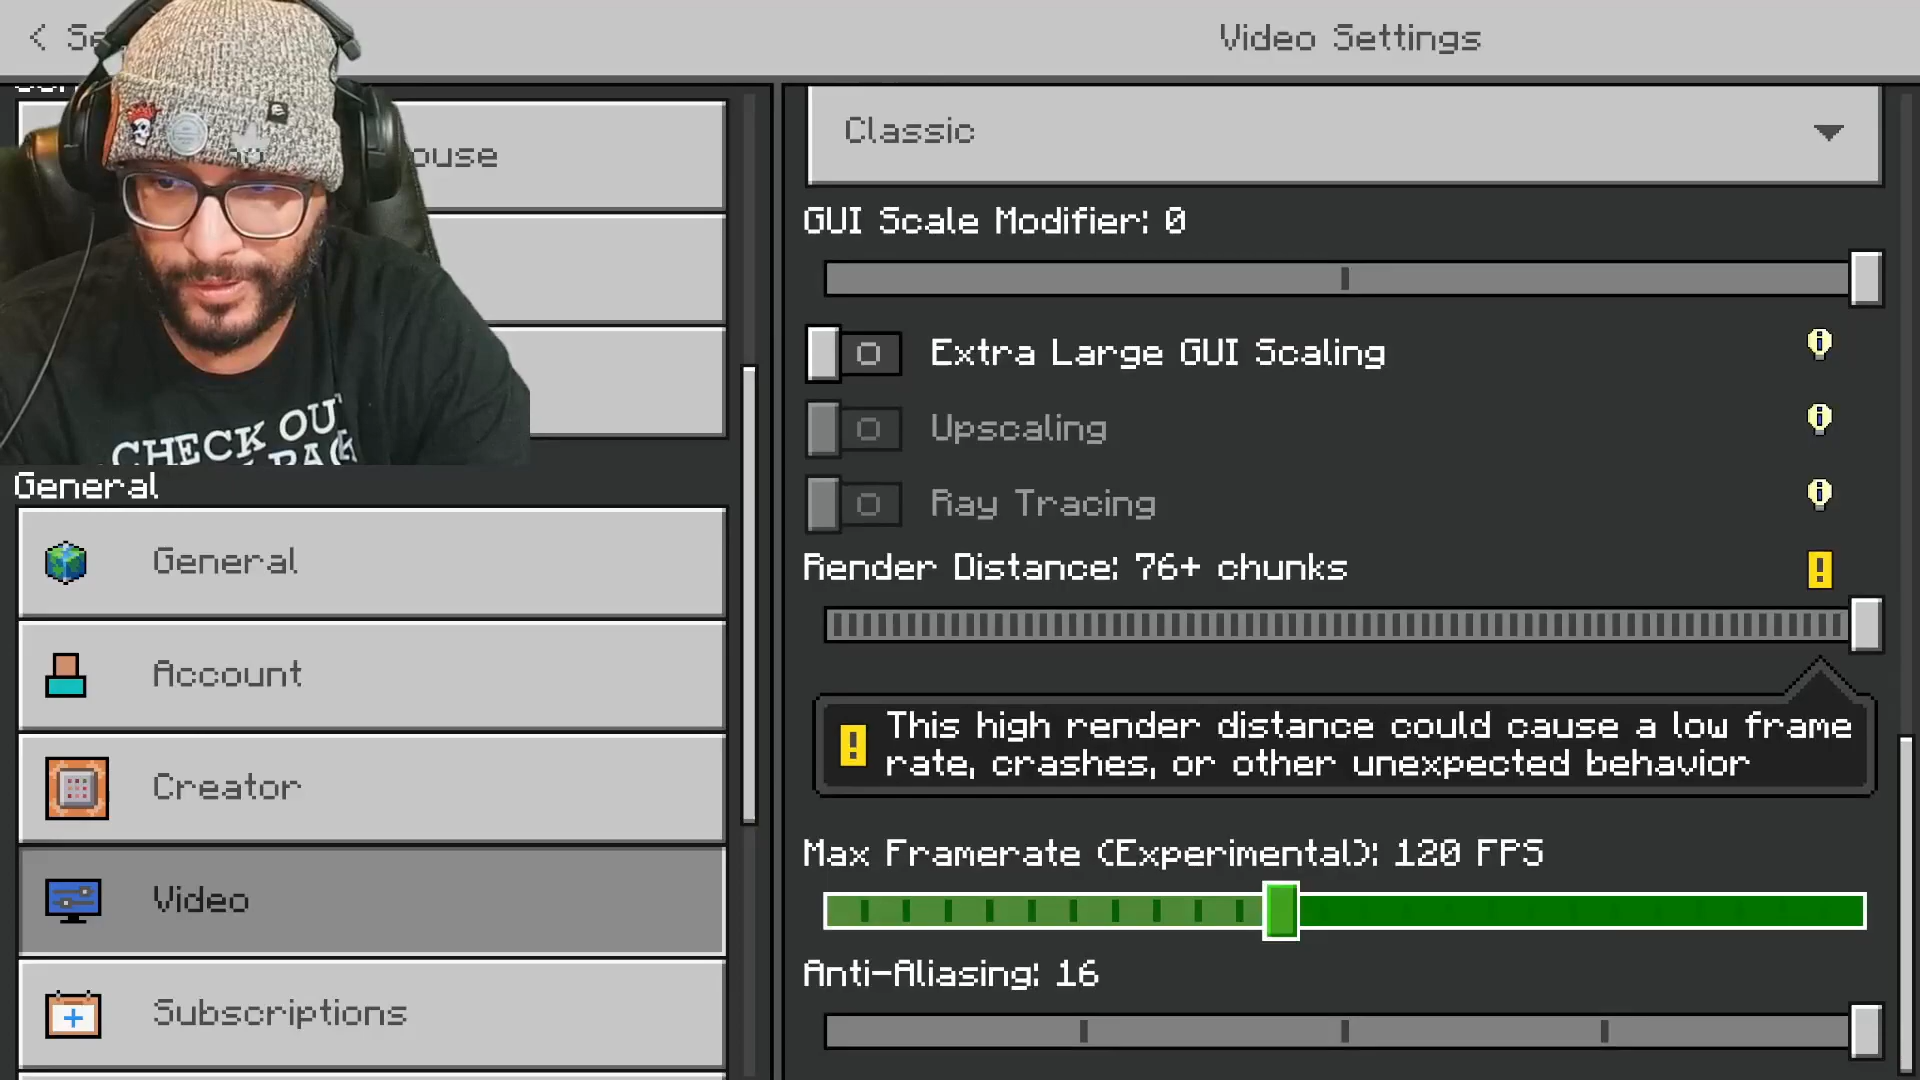 Video Settings
ouse
Classic
GUI Scale Modifier: 0
Extra Large GUI Scaling
Upscaling
Ray Tracing
Render Distance: 76+ chunks
This high render distance could cause a low frame
rate, crashes, or other unexpected behavior
Max Framerate (Experimental): 120 FPS
Anti-Aliasing: 16
General
General
Account
Creator
Video
Subscriptions
CHECK OU